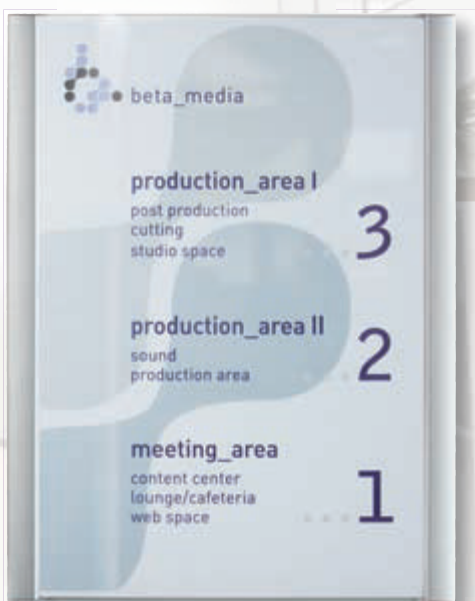 beta_media
production_area I
post production
cutting
studio space
3
production_area II
sound
production area
2
meeting_area
content center
lounge/cafeteria
web space
1